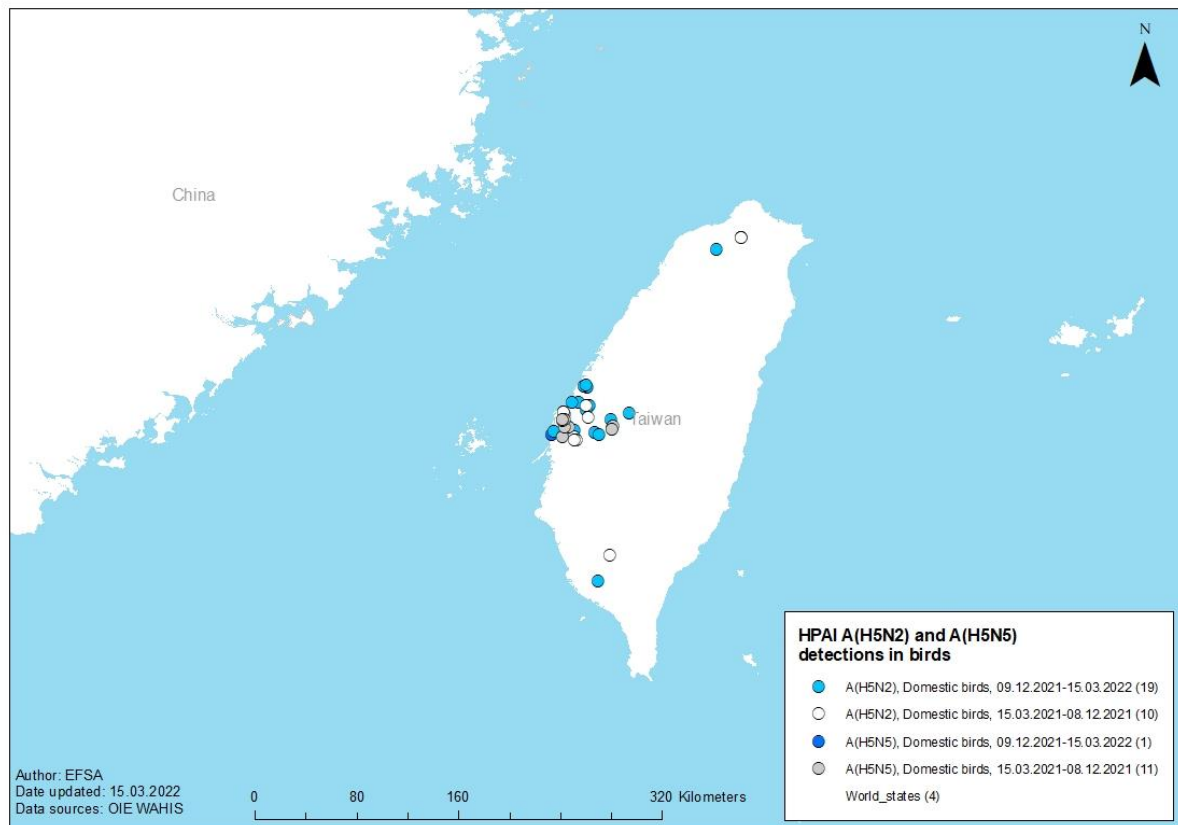 N
China
Taiwan
HPAI A(H5N2) and A(H5N5)
detections in birds
A(H5N2), Domestic birds, 09.12.2021-15.03.2022 (19)
A(H5N2), Domestic birds, 15.03.2021-08.12.2021 (10)
A(H5N5), Domestic birds, 09.12.2021-15.03.2022 (1)
A(H5N5), Domestic birds, 15.03.2021-08.12.2021 (11)
World_states (4)
Author: EFSA
Date updated: 15.03.2022
Data sources: OIE WAHIS
0 80 160 320 Kilometers